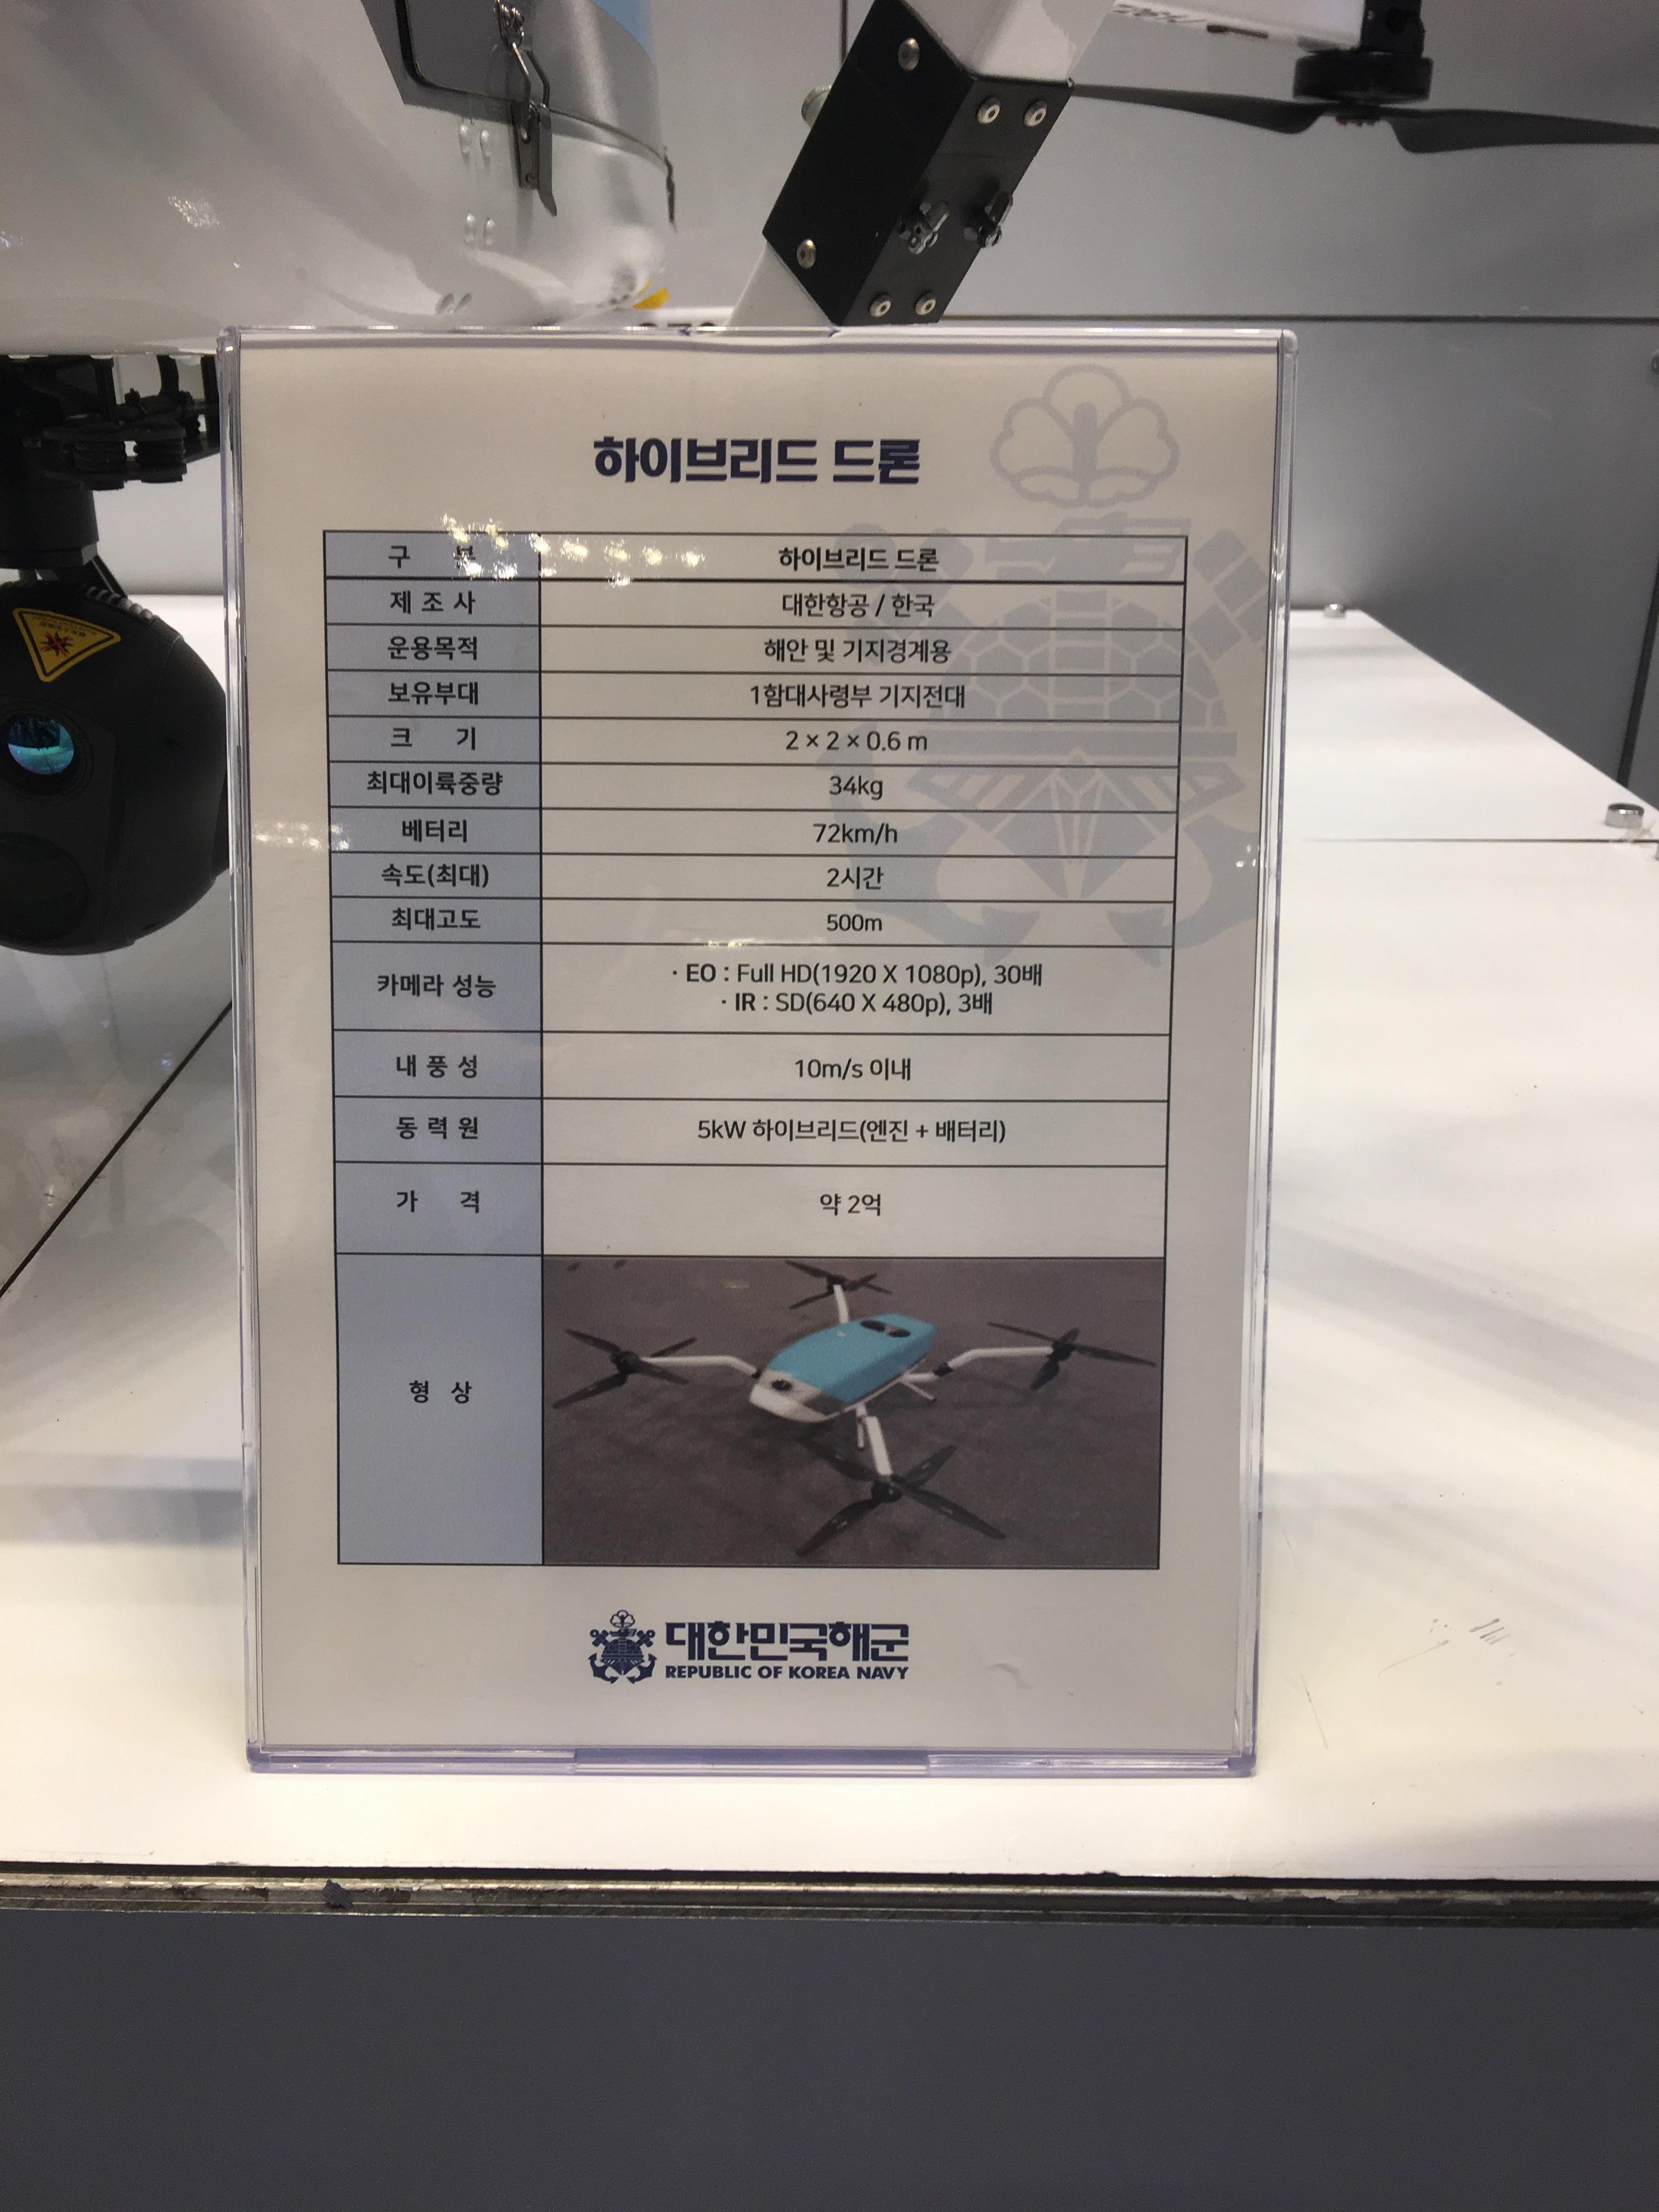 하이브리드 드론
구 분 하이브리드 드론
제 조 사 대한항공 / 한국
운용목적 해안 및 기지경계용
보유부대 1함대사령부 기지전대
크 기 2 × 2 × 0.6 m
최대이륙중량 34kg
베터리 72km/h
속도(최대) 2시간
최대고도 500m
카메라 성능 · EO : Full HD(1920 X 1080p), 30배
· IR : SD(640 X 480p), 3배
내 풍 성 10m/s 이내
동 력 원 5kW 하이브리드(엔진 + 배터리)
가 격 약 2억
형 상
대한민국해군
REPUBLIC OF KOREA NAVY